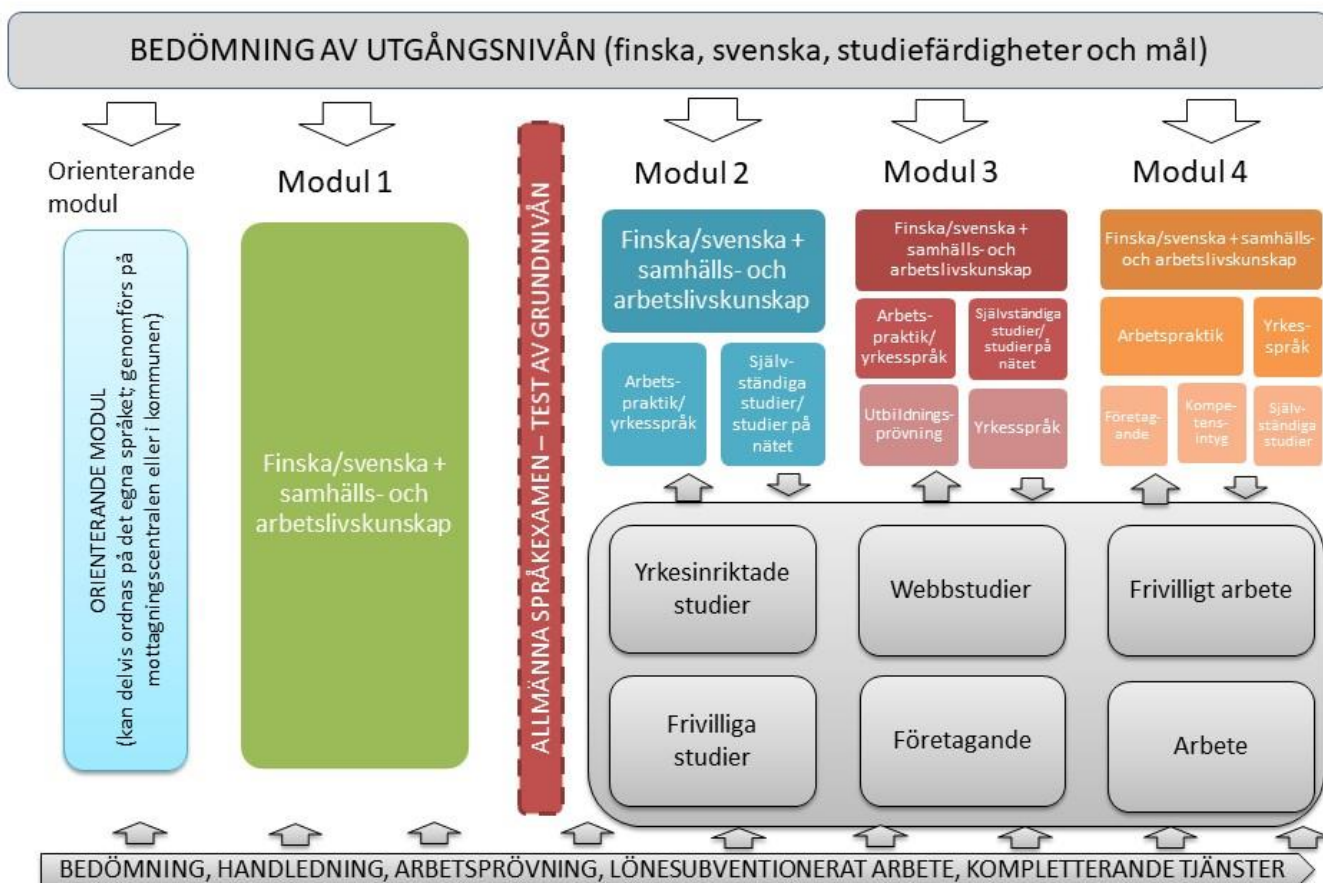 BEDÖMNING AV UTGÅNGSNIVÅN (finska, svenska, studiefärdigheter och mål)
Orienterande
modul
ORIENTERANDE MODUL
(kan delvis ordnas på det egna språket; genomförs på
mottagningscentralen eller i kommunen)
Modul 1
Finska/svenska +
samhälls- och
arbetslivskunskap
ALLMÄNNA SPRÅKEXAMEN – TEST AV GRUNDNIVÅN
Modul 2
Finska/svenska +
samhälls- och
arbetslivskunskap
Arbets-
praktik/
yrkesspråk
Själv-
ständiga
studier/
studier på
nätet
Modul 3
Finska/svenska +
samhälls- och
arbetslivskunskap
Arbets-
praktik/
yrkesspråk
Självständiga
studier/
studier på
nätet
Utbildnings-
prövning
Yrkesspråk
Modul 4
Finska/svenska + samhälls-
och arbetslivskunskap
Arbetspraktik
Yrkes-
språk
Företag-
ande
Kompe-
tens-
intyg
Själv-
ständiga
studier
Yrkesinriktade
studier
Webbstudier
Frivilligt arbete
Frivilliga
studier
Företagande
Arbete
BEDÖMNING, HANDLEDNING, ARBETSPRÖVNING, LÖNESUBVENTIONERAT ARBETE, KOMPLETTERANDE TJÄNSTER